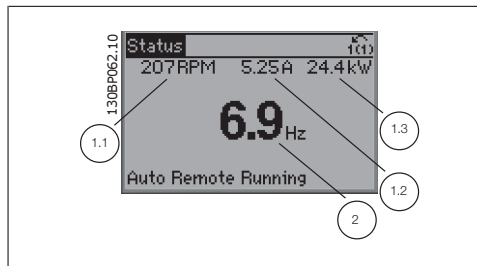 130BP062.10
Status
1(1)
207RPM 5.25A 24.4kW
6.9Hz
Auto Remote Running
1.1
1.3
1.2
2